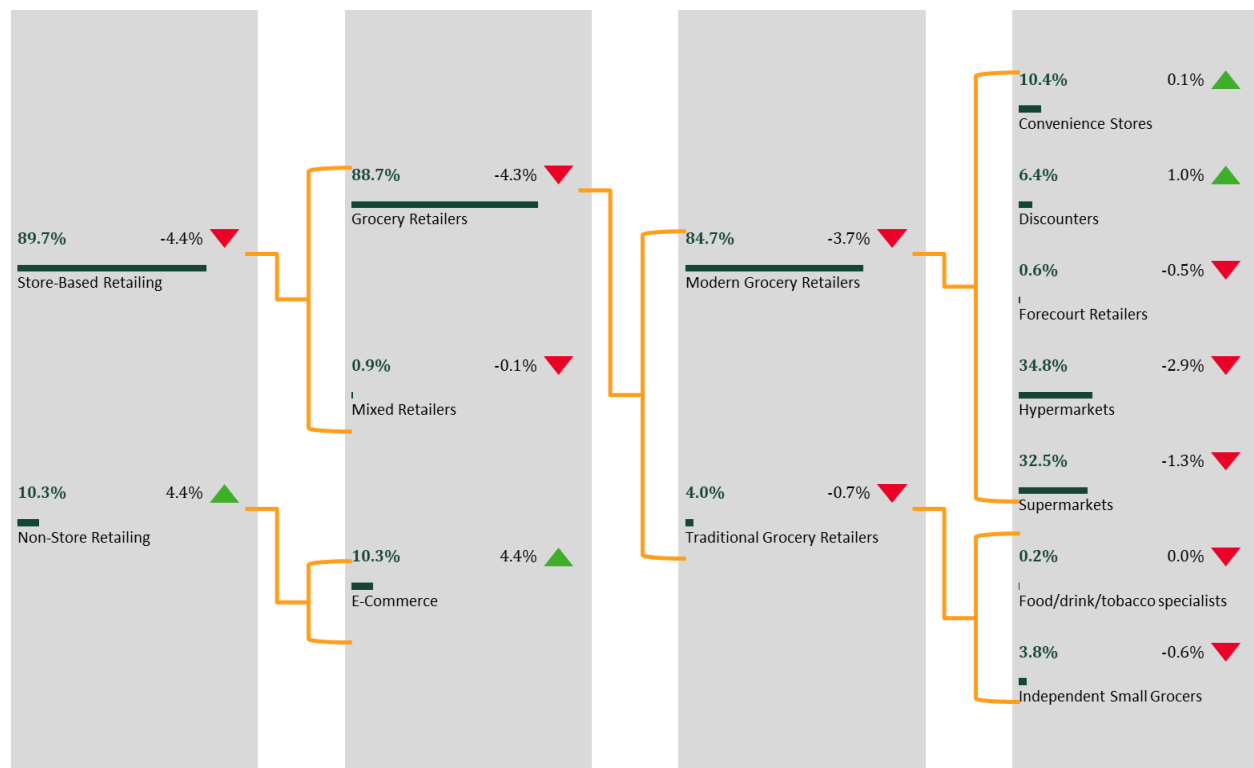 89.7% -4.4%
Store-Based Retailing
10.3% 4.4%
Non-Store Retailing
88.7% -4.3%
Grocery Retailers
0.9% -0.1%
Mixed Retailers
10.3% 4.4%
E-Commerce
84.7% -3.7%
Modern Grocery Retailers
4.0% -0.7%
Traditional Grocery Retailers
10.4% 0.1%
Convenience Stores
6.4% 1.0%
Discounters
0.6% -0.5%
Forecourt Retailers
34.8% -2.9%
Hypermarkets
32.5% -1.3%
Supermarkets
0.2% 0.0%
Food/drink/tobacco specialists
3.8% -0.6%
Independent Small Grocers